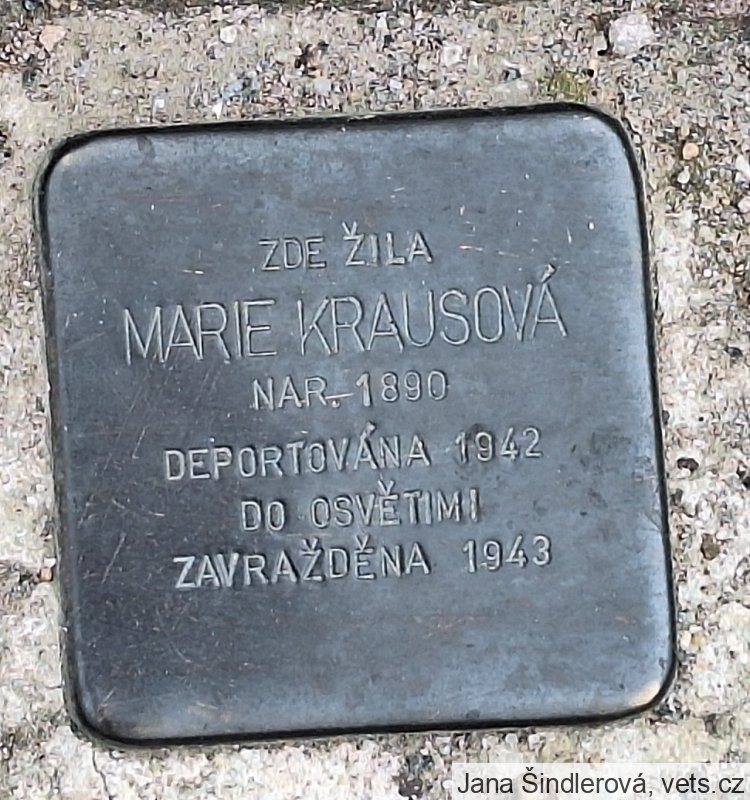 ZDE ŽILA
MARIE KRAUSOVÁ
NAR. 1890
DEPORTOVÁNA 1942
DO OSVĚTIMI
ZAVRAŽDĚNA 1943
Jana Šindlerová, vets.cz